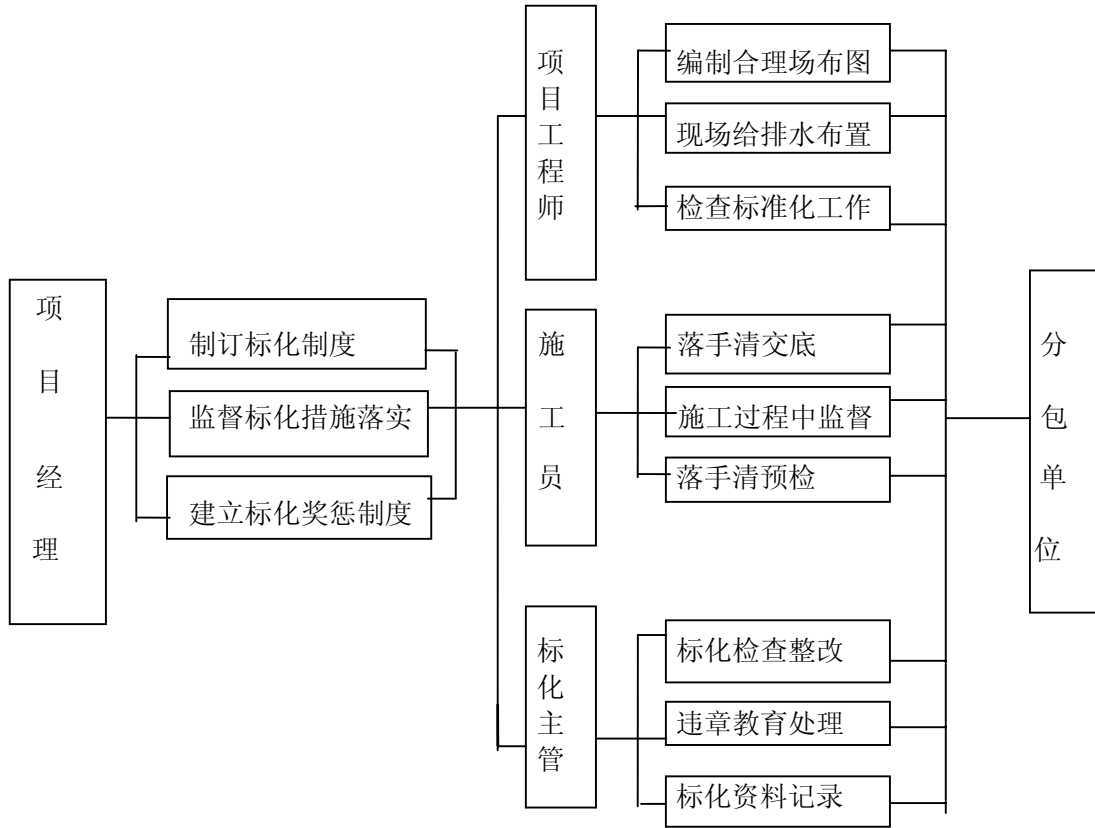 项目经理
制订标化制度
监督标化措施落实
建立标化奖惩制度
项目工程师
编制合理场布图
现场给排水布置
检查标准化工作
施工员
落手清交底
施工过程中监督
落手清预检
标化主管
标化检查整改
违章教育处理
标化资料记录
分包单位